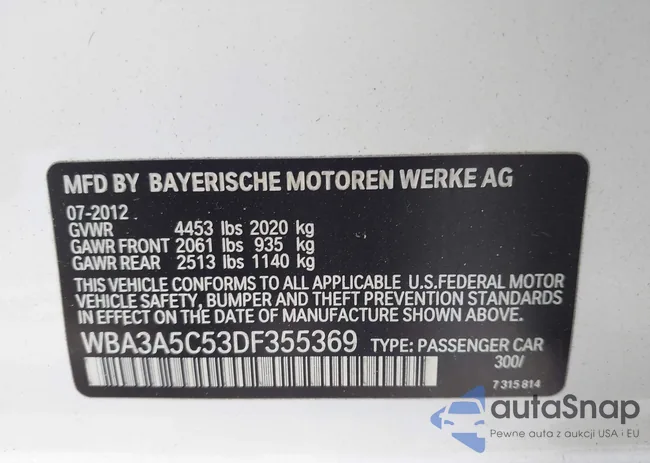 MFD BY BAYERISCHE MOTOREN WERKE AG
07-2012
GVWR 4453 lbs 2020 kg
GAWR FRONT 2061 lbs 935 kg
GAWR REAR 2513 lbs 1140 kg
THIS VEHICLE CONFORMS TO ALL APPLICABLE U.S.FEDERAL MOTOR
VEHICLE SAFETY, BUMPER AND THEFT PREVENTION STANDARDS
IN EFFECT ON THE DATE OF MANUFACTURE SHOWN ABOVE.
WBA3A5C53DF355369 TYPE: PASSENGER CAR
300/
7 315 814
autaSnap
Pewne auta z aukcji USA i EU